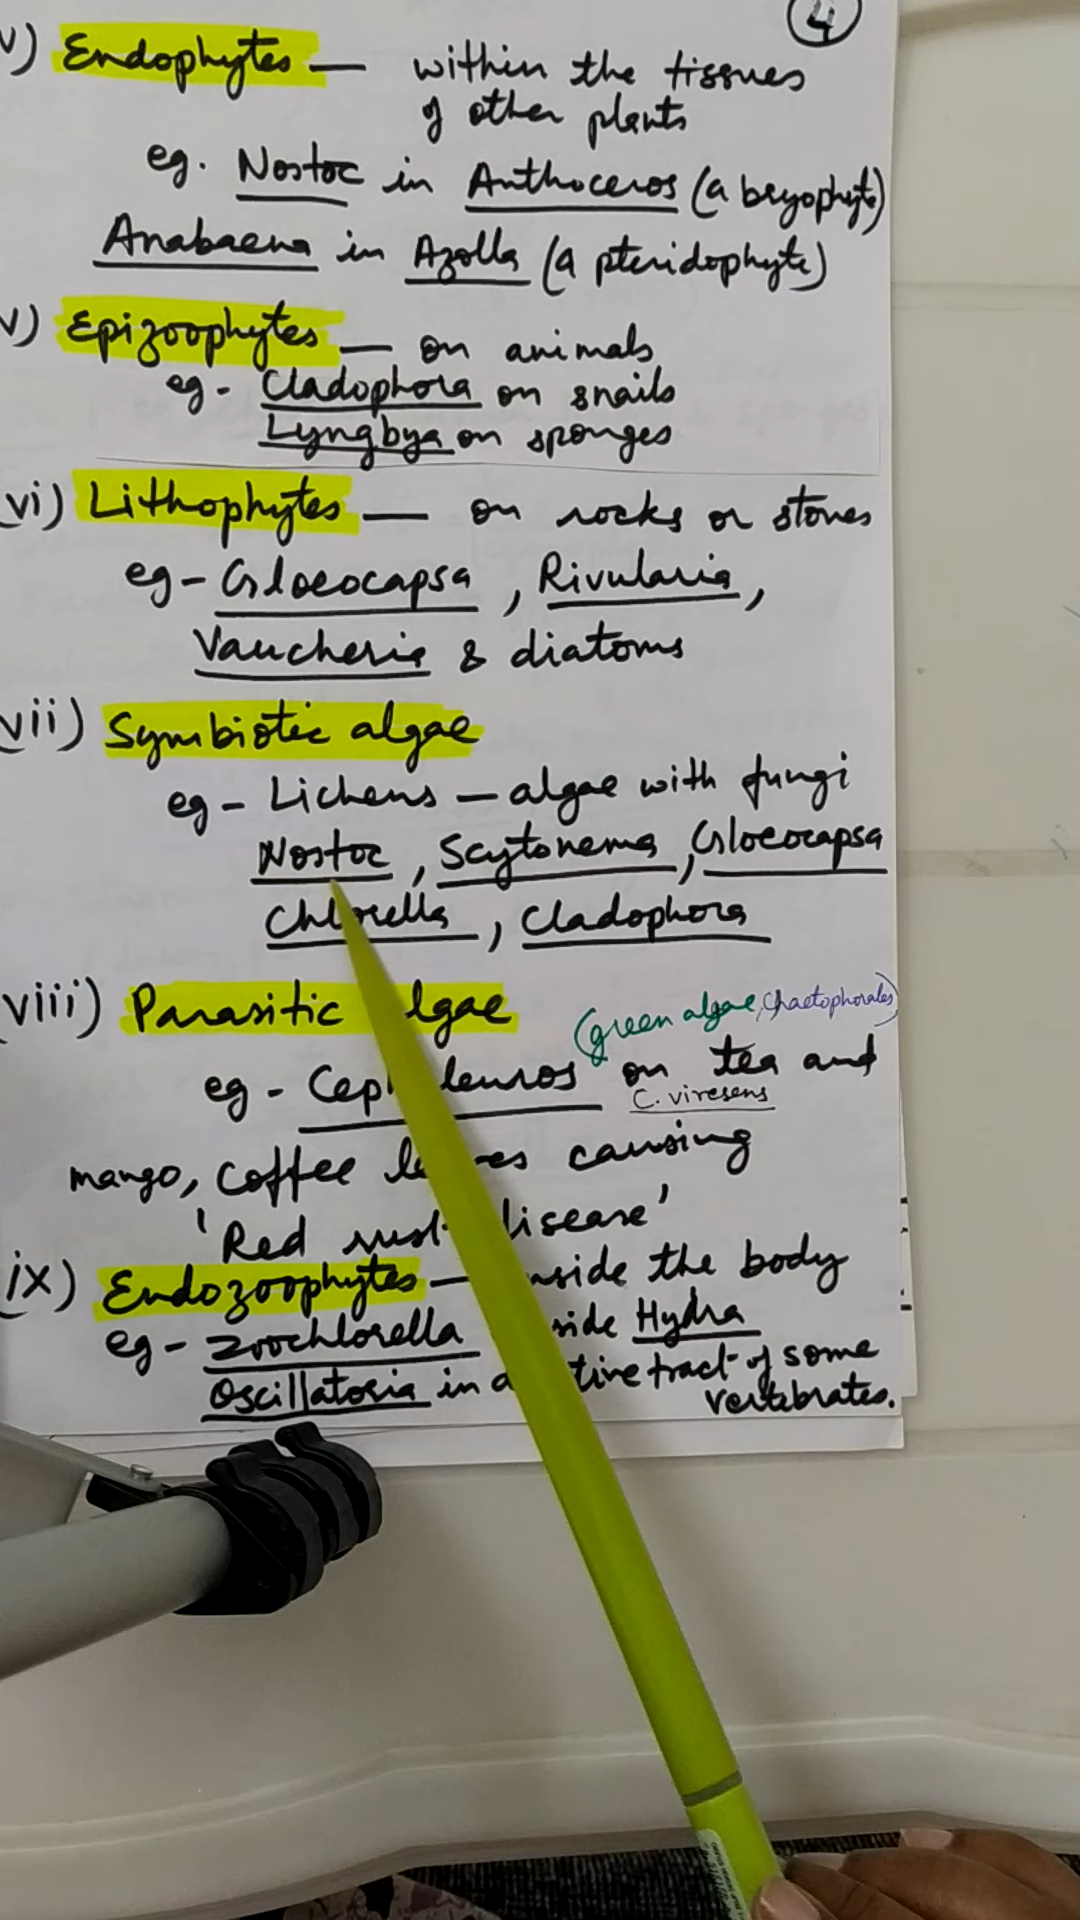 4
v) Endophytes — within the tissues
of other plants
eg. Nostoc in Anthoceros (a bryophyte)
Anabaena in Azolla (a pteridophyte)
v) Epizoophytes — on animals
eg - Cladophora on snails
Lyngbya on sponges
vi) Lithophytes — on rocks or stones
eg - Gloeocapsa, Rivularia,
Vaucheria & diatoms
vii) Symbiotic algae
eg - Lichens — algae with fungi
Nostoc, Scytonema, Gloeocapsa
Chlorella, Cladophora
viii) Parasitic lgae
(green algae, Chaetophorales)
eg - Cep leuros on tea and
C. viresens
mango, Coffee le es causing
'Red rust disease'
ix) Endozoophytes — nside the body
eg - Zoochlorella side Hydra
Oscillatoria in d tive tract of some
vertebrates.